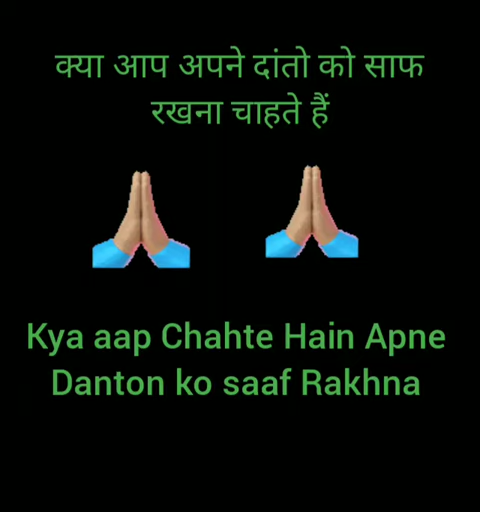 क्या आप अपने दांतो को साफ
रखना चाहते हैं
Kya aap Chahte Hain Apne
Danton ko saaf Rakhna